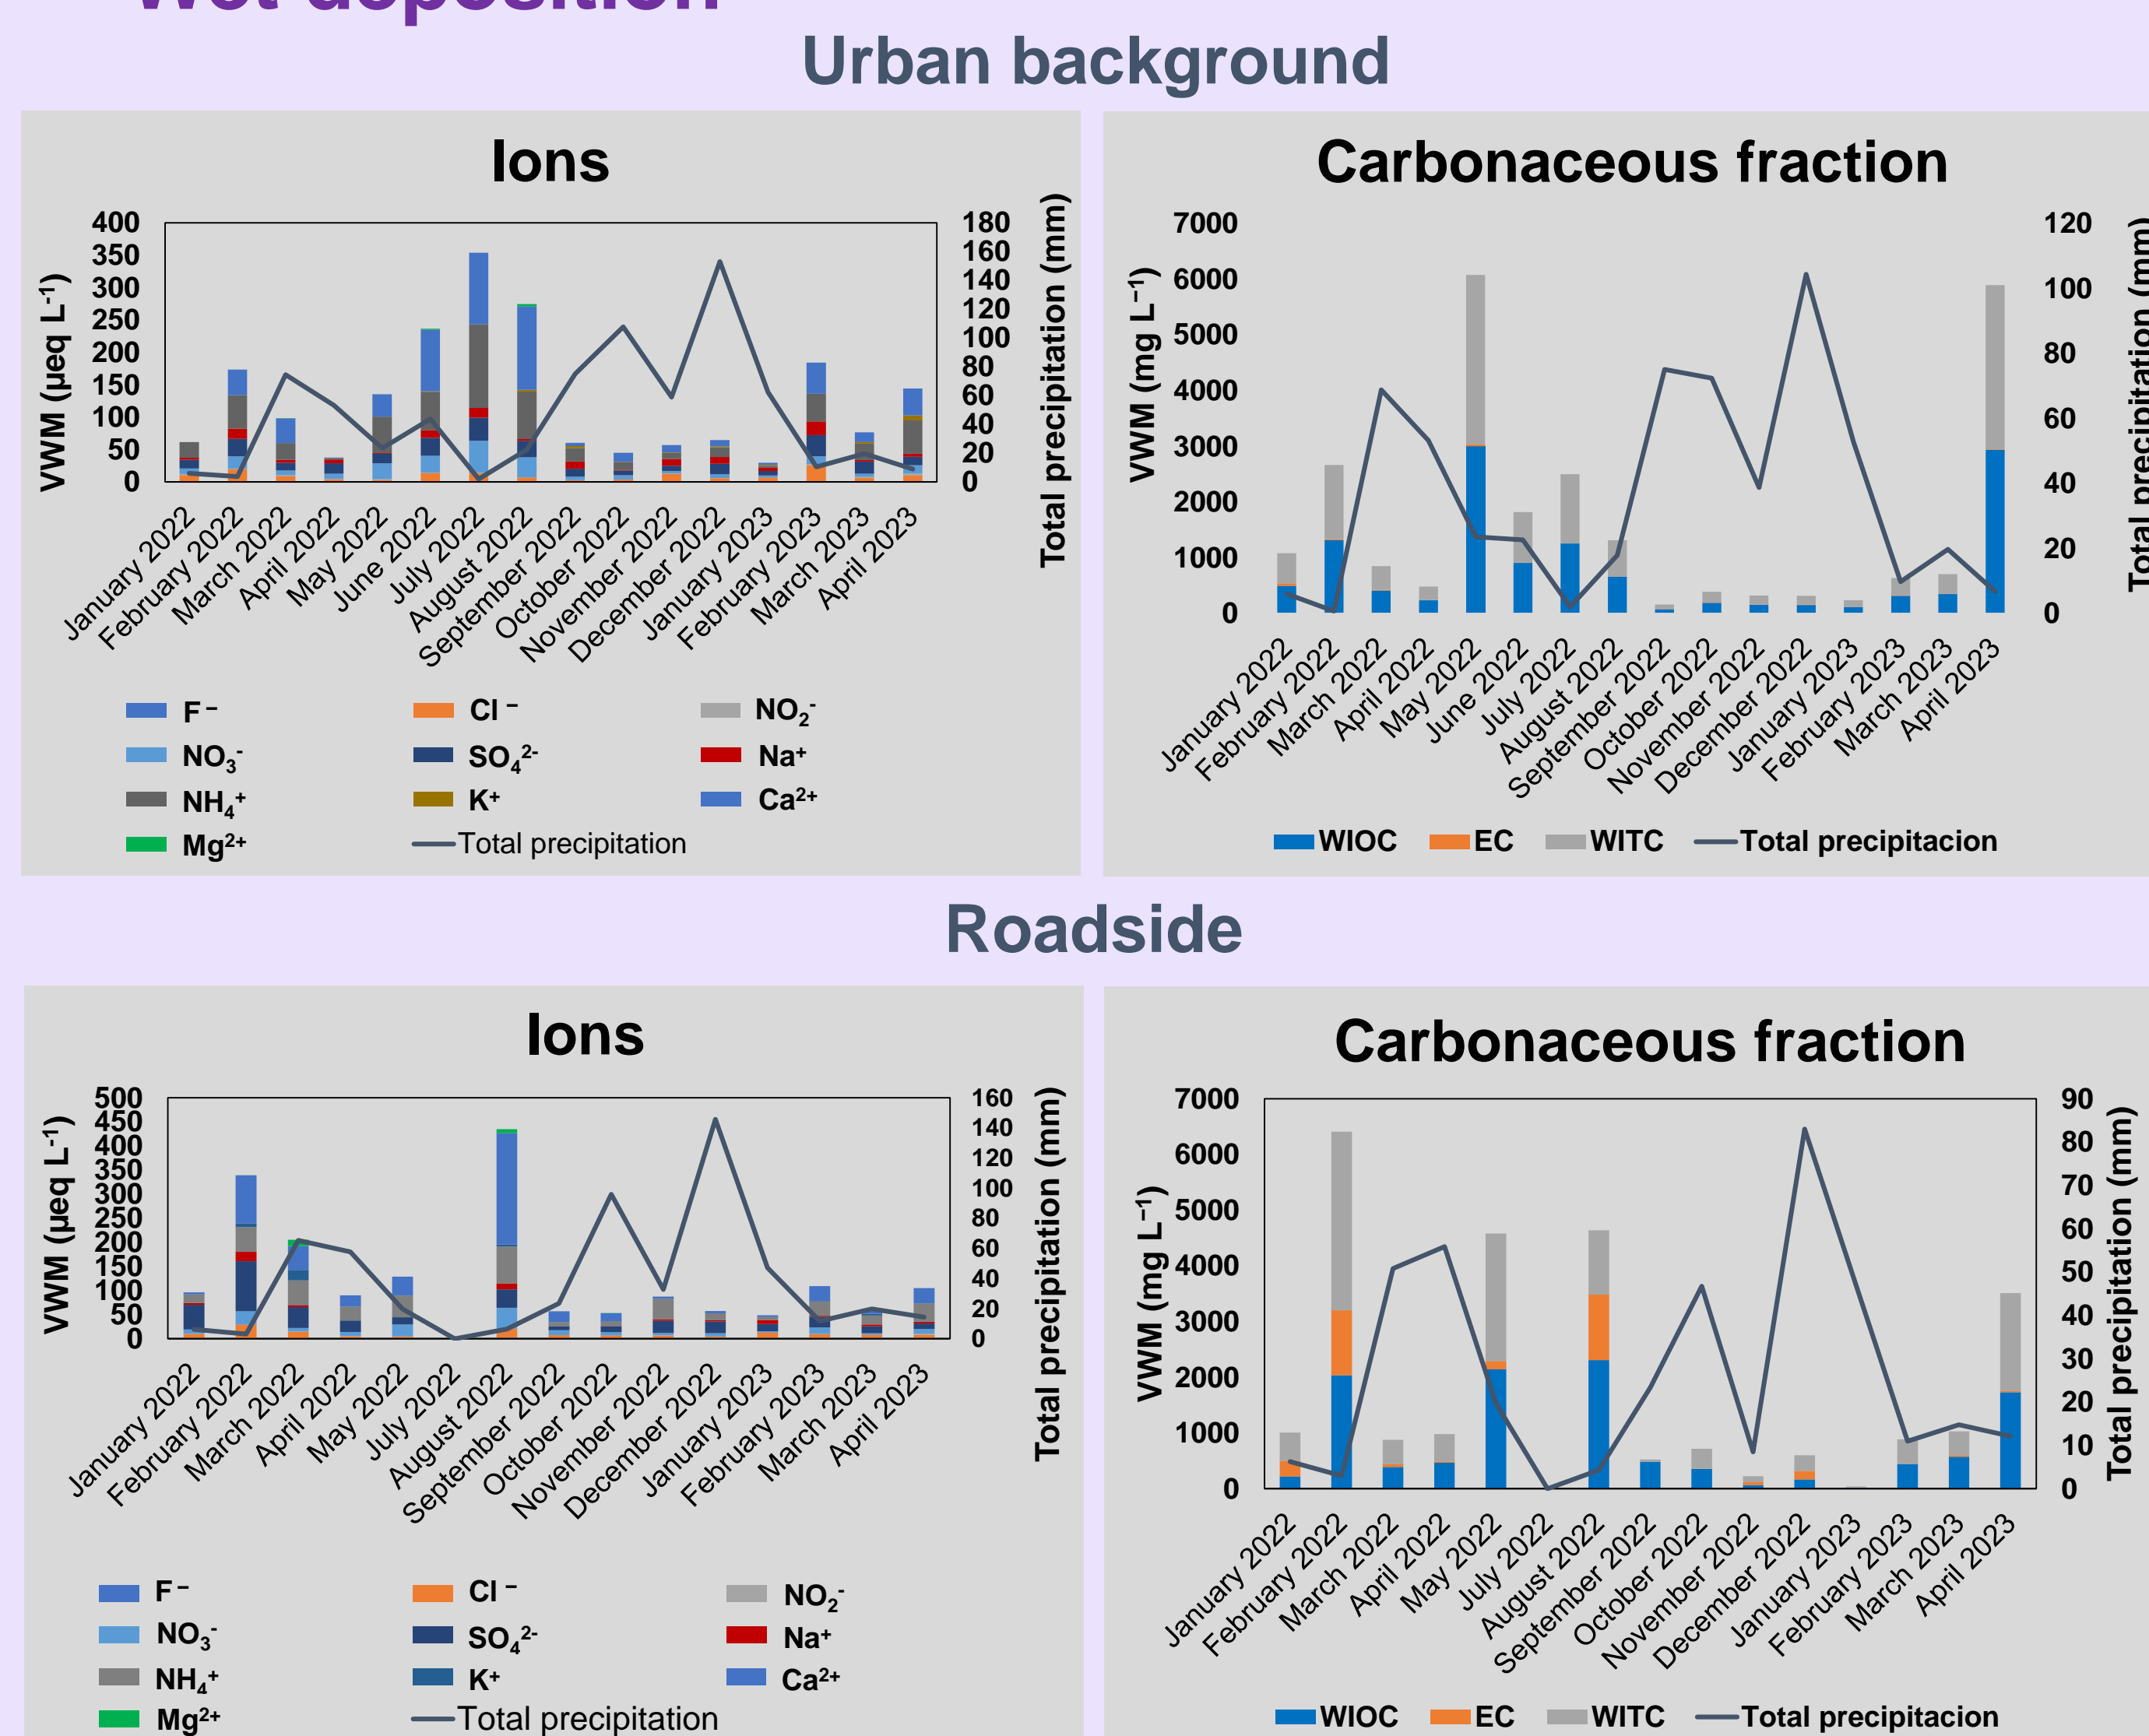 Wet deposition
Urban background
Ions
400
350
300
250
200
150
100
50
0
VWM (µeq L⁻¹)
180
160
140
120
100
80
60
40
20
0
Total precipitation (mm)
January 2022
February 2022
March 2022
April 2022
May 2022
June 2022
July 2022
August 2022
September 2022
October 2022
November 2022
December 2022
January 2023
February 2023
March 2023
April 2023
F⁻ Cl⁻ NO₂⁻
NO₃⁻ SO₄²⁻ Na⁺
NH₄⁺ K⁺ Ca²⁺
Mg²⁺ Total precipitation
Carbonaceous fraction
7000
6000
5000
4000
3000
2000
1000
0
VWM (mg L⁻¹)
120
100
80
60
40
20
0
Total precipitation (mm)
January 2022
February 2022
March 2022
April 2022
May 2022
June 2022
July 2022
August 2022
September 2022
October 2022
November 2022
December 2022
January 2023
February 2023
March 2023
April 2023
WIOC EC WITC Total precipitacion
Roadside
Ions
500
450
400
350
300
250
200
150
100
50
0
VWM (µeq L⁻¹)
160
140
120
100
80
60
40
20
0
Total precipitation (mm)
January 2022
February 2022
March 2022
April 2022
May 2022
July 2022
August 2022
September 2022
October 2022
November 2022
December 2022
January 2023
February 2023
March 2023
April 2023
F⁻ Cl⁻ NO₂⁻
NO₃⁻ SO₄²⁻ Na⁺
NH₄⁺ K⁺ Ca²⁺
Mg²⁺ Total precipitation
Carbonaceous fraction
7000
6000
5000
4000
3000
2000
1000
0
VWM (mg L⁻¹)
90
80
70
60
50
40
30
20
10
0
Total precipitation (mm)
January 2022
February 2022
March 2022
April 2022
May 2022
July 2022
August 2022
September 2022
October 2022
November 2022
December 2022
January 2023
February 2023
March 2023
April 2023
WIOC EC WITC Total precipitacion